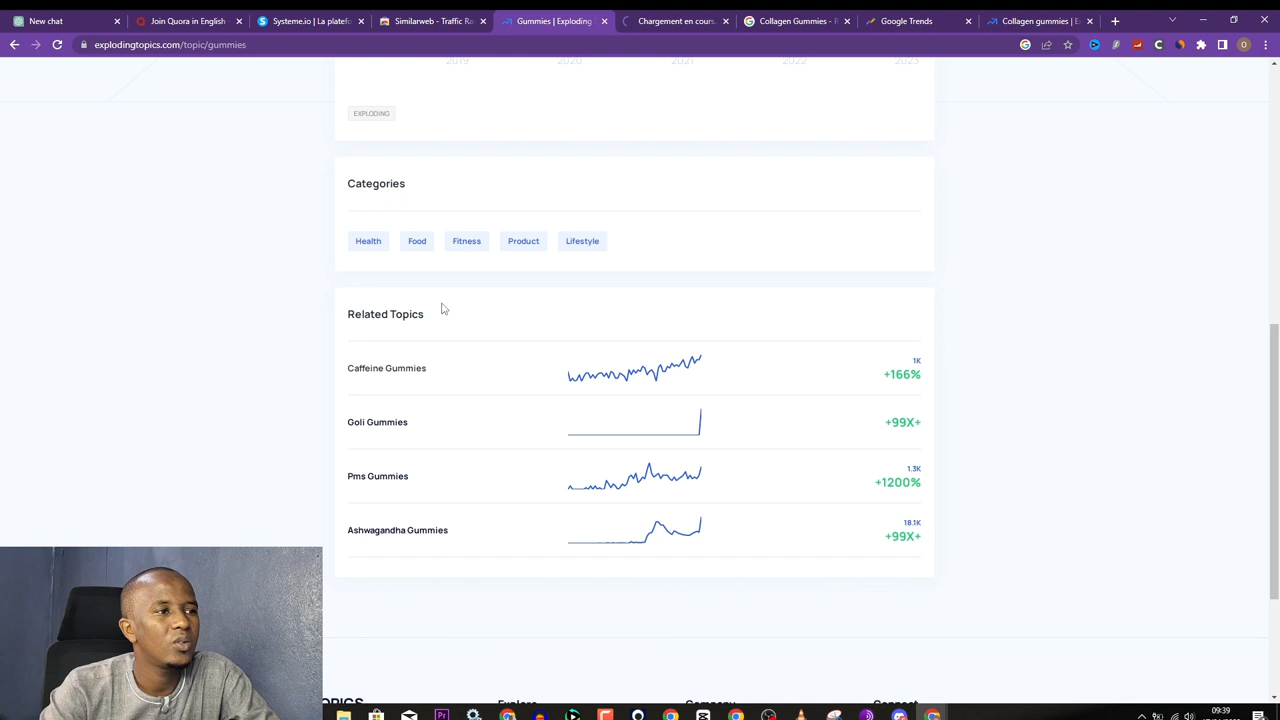 New chat
Join Quora in English
Systeme.io | La platefo
Similarweb - Traffic Ra
Gummies | Exploding
Chargement en cours
Collagen Gummies - R
Google Trends
Collagen gummies | Ex
explodingtopics.com/topic/gummies
2019 2020 2021 2022 2023
EXPLODING
Categories
Health Food Fitness Product Lifestyle
Related Topics
1K
Caffeine Gummies +166%
Goli Gummies +99X+
1.3K
Pms Gummies +1200%
18.1K
Ashwagandha Gummies +99X+
09:39